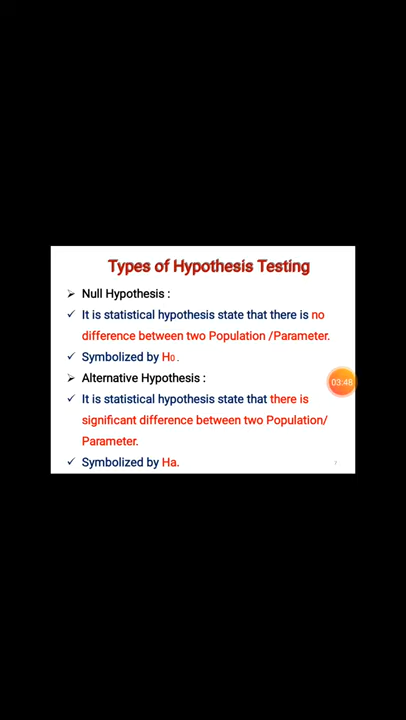 Types of Hypothesis Testing
➢ Null Hypothesis :
✓ It is statistical hypothesis state that there is no
difference between two Population /Parameter.
✓ Symbolized by H0 .
➢ Alternative Hypothesis :
03:48
✓ It is statistical hypothesis state that there is
significant difference between two Population/
Parameter.
✓ Symbolized by Ha.
7